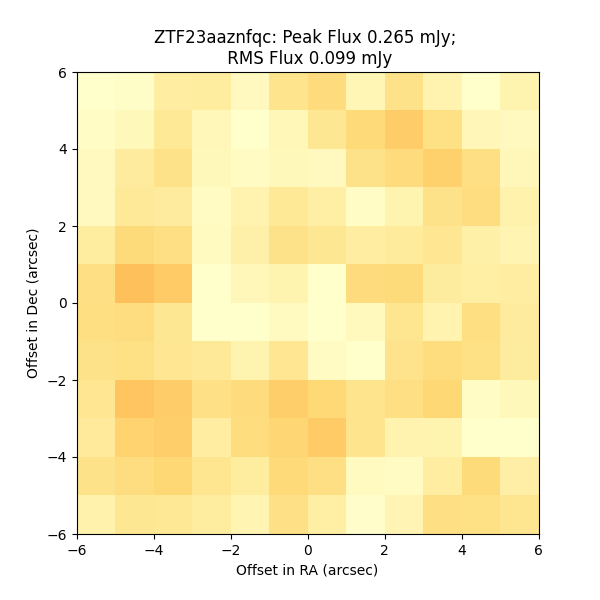 ZTF23aaznfqc: Peak Flux 0.265 mJy;
RMS Flux 0.099 mJy
6
4
2
0
−2
−4
−6
Offset in Dec (arcsec)
−6 −4 −2 0 2 4 6
Offset in RA (arcsec)